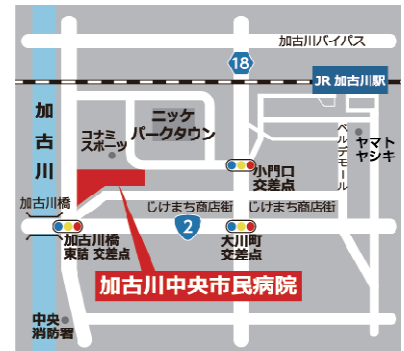 加古川バイパス
18
JR 加古川駅
加古川
ニッケ
パークタウン
コナミ
スポーツ
ベルデモール
ヤマト
ヤシキ
小門口
交差点
加古川橋
じけまち商店街
じけまち商店街
2
加古川橋
東詰 交差点
大川町
交差点
加古川中央市民病院
中央
消防署